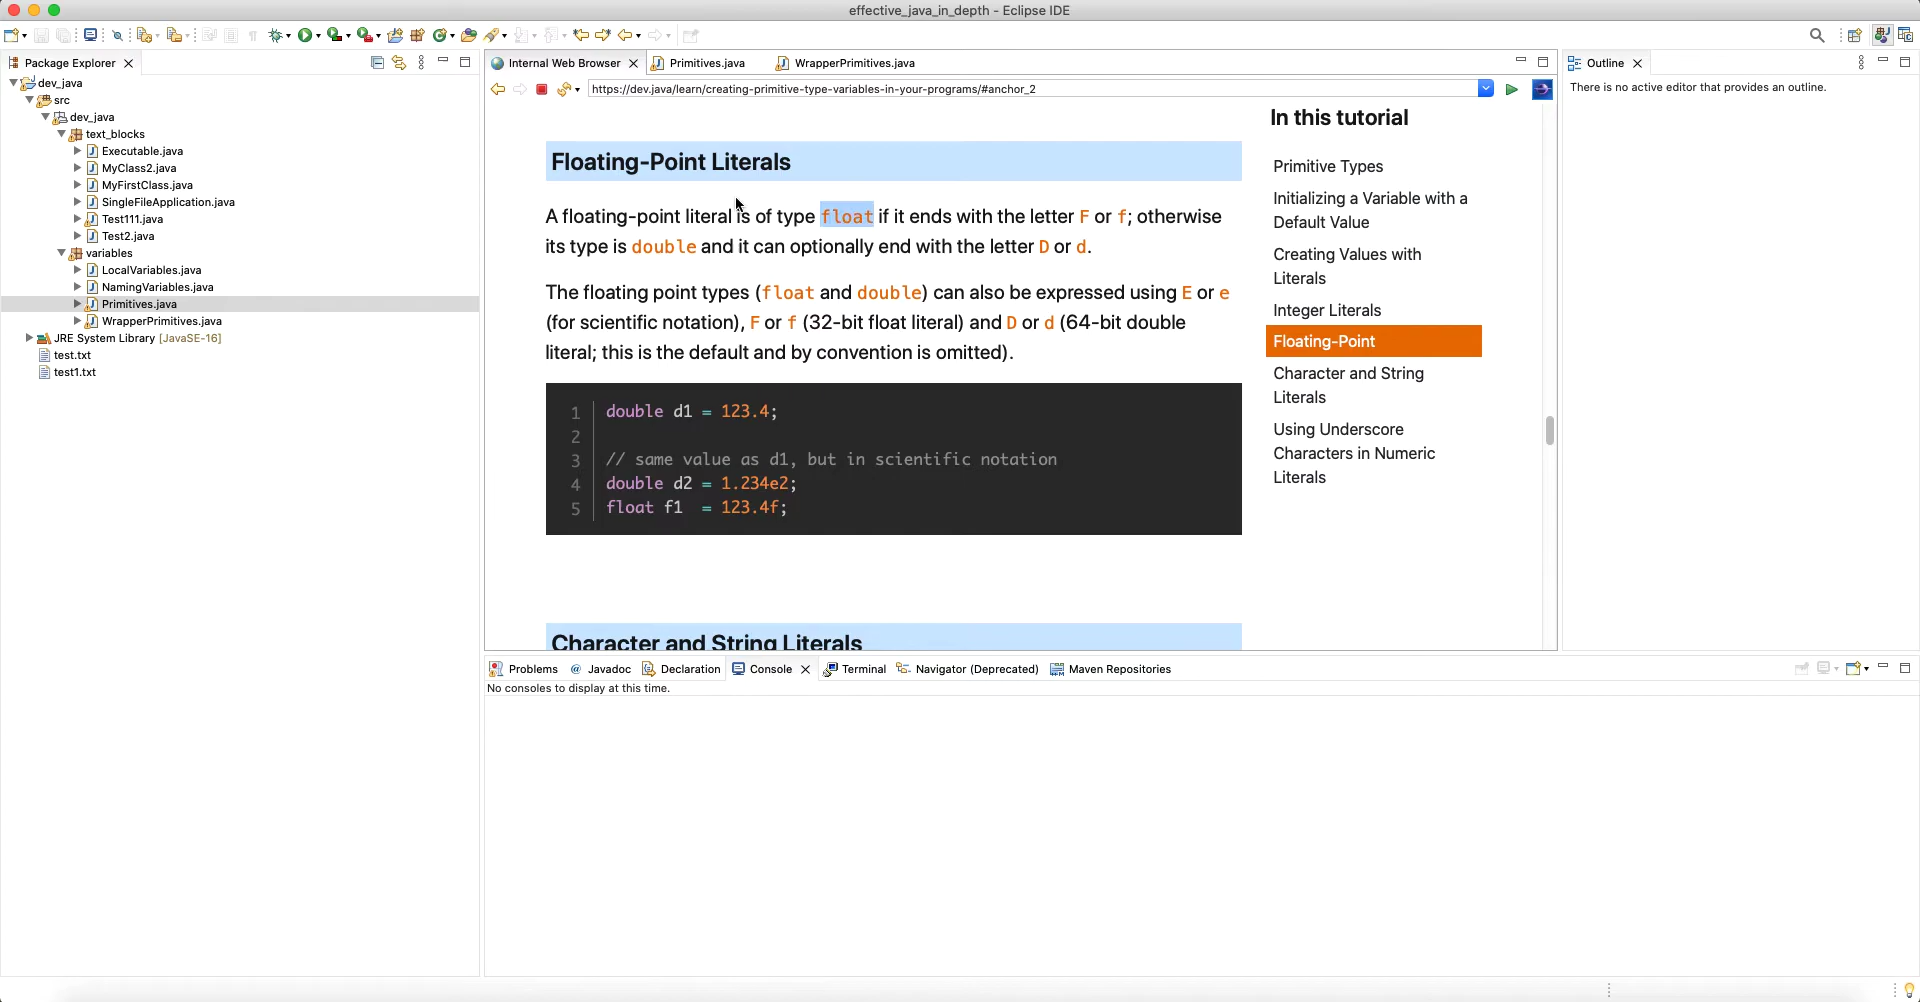 effective_java_in_depth - Eclipse IDE
Package Explorer
dev_java
src
dev_java
text_blocks
Executable.java
MyClass2.java
MyFirstClass.java
SingleFileApplication.java
Test111.java
Test2.java
variables
LocalVariables.java
NamingVariables.java
Primitives.java
WrapperPrimitives.java
JRE System Library [JavaSE-16]
test.txt
test1.txt
Internal Web Browser
Primitives.java
WrapperPrimitives.java
https://dev.java/learn/creating-primitive-type-variables-in-your-programs/#anchor_2
Floating-Point Literals
A floating-point literal is of type float if it ends with the letter F or f; otherwise
its type is double and it can optionally end with the letter D or d.
The floating point types (float and double) can also be expressed using E or e
(for scientific notation), F or f (32-bit float literal) and D or d (64-bit double
literal; this is the default and by convention is omitted).
1 double d1 = 123.4;
2
3 // same value as d1, but in scientific notation
4 double d2 = 1.234e2;
5 float f1  = 123.4f;
Character and String Literals
In this tutorial
Primitive Types
Initializing a Variable with a
Default Value
Creating Values with
Literals
Integer Literals
Floating-Point
Character and String
Literals
Using Underscore
Characters in Numeric
Literals
Outline
There is no active editor that provides an outline.
Problems
@ Javadoc
Declaration
Console
Terminal
Navigator (Deprecated)
Maven Repositories
No consoles to display at this time.